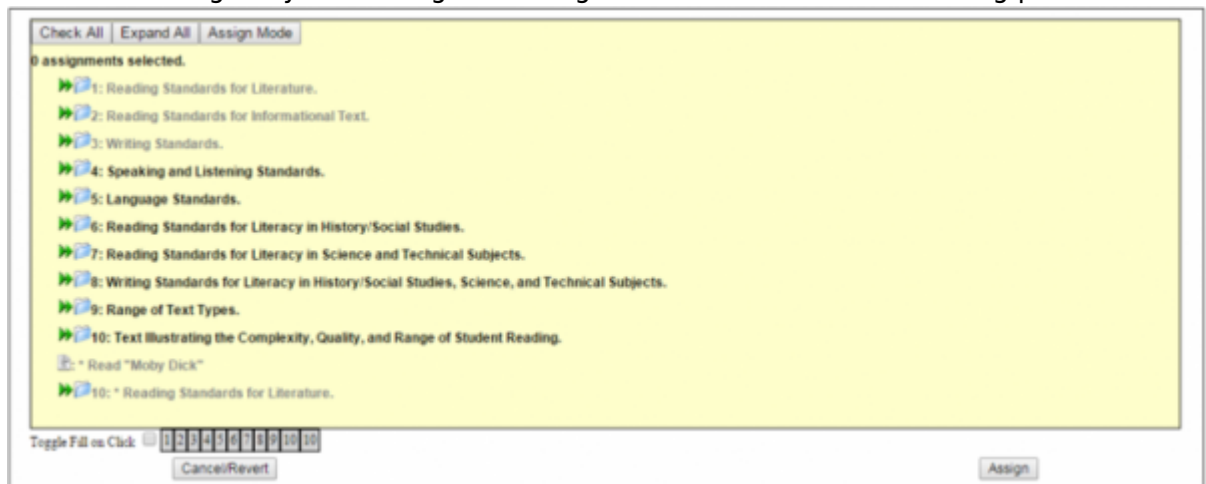 Check All Expand All Assign Mode
0 assignments selected.
1: Reading Standards for Literature.
2: Reading Standards for Informational Text.
3: Writing Standards.
4: Speaking and Listening Standards.
5: Language Standards.
6: Reading Standards for Literacy in History/Social Studies.
7: Reading Standards for Literacy in Science and Technical Subjects.
8: Writing Standards for Literacy in History/Social Studies, Science, and Technical Subjects.
9: Range of Text Types.
10: Text Illustrating the Complexity, Quality, and Range of Student Reading.
: * Read "Moby Dick"
10: * Reading Standards for Literature.
Toggle Fill on Click 1 2 3 4 5 6 7 8 9 10 10
Cancel/Revert Assign